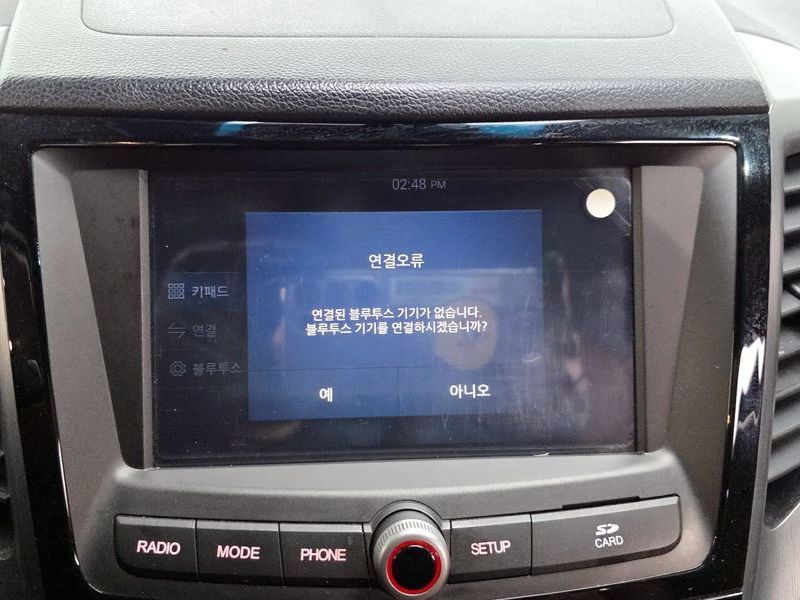 02:48 PM
연결오류
연결된 블루투스 기기가 없습니다.
블루투스 기기를 연결하시겠습니까?
키패드
연결
블루투스
예
아니오
RADIO
MODE
PHONE
SETUP
SD
CARD